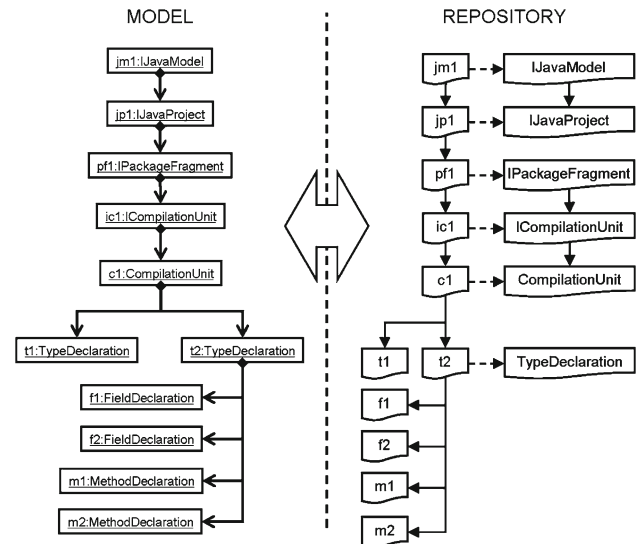 MODEL
REPOSITORY
jm1:IJavaModel
jp1:IJavaProject
pf1:IPackageFragment
ic1:ICompilationUnit
c1:CompilationUnit
t1:TypeDeclaration
t2:TypeDeclaration
f1:FieldDeclaration
f2:FieldDeclaration
m1:MethodDeclaration
m2:MethodDeclaration
jm1
IJavaModel
jp1
IJavaProject
pf1
IPackageFragment
ic1
ICompilationUnit
c1
CompilationUnit
t1
t2
TypeDeclaration
f1
f2
m1
m2